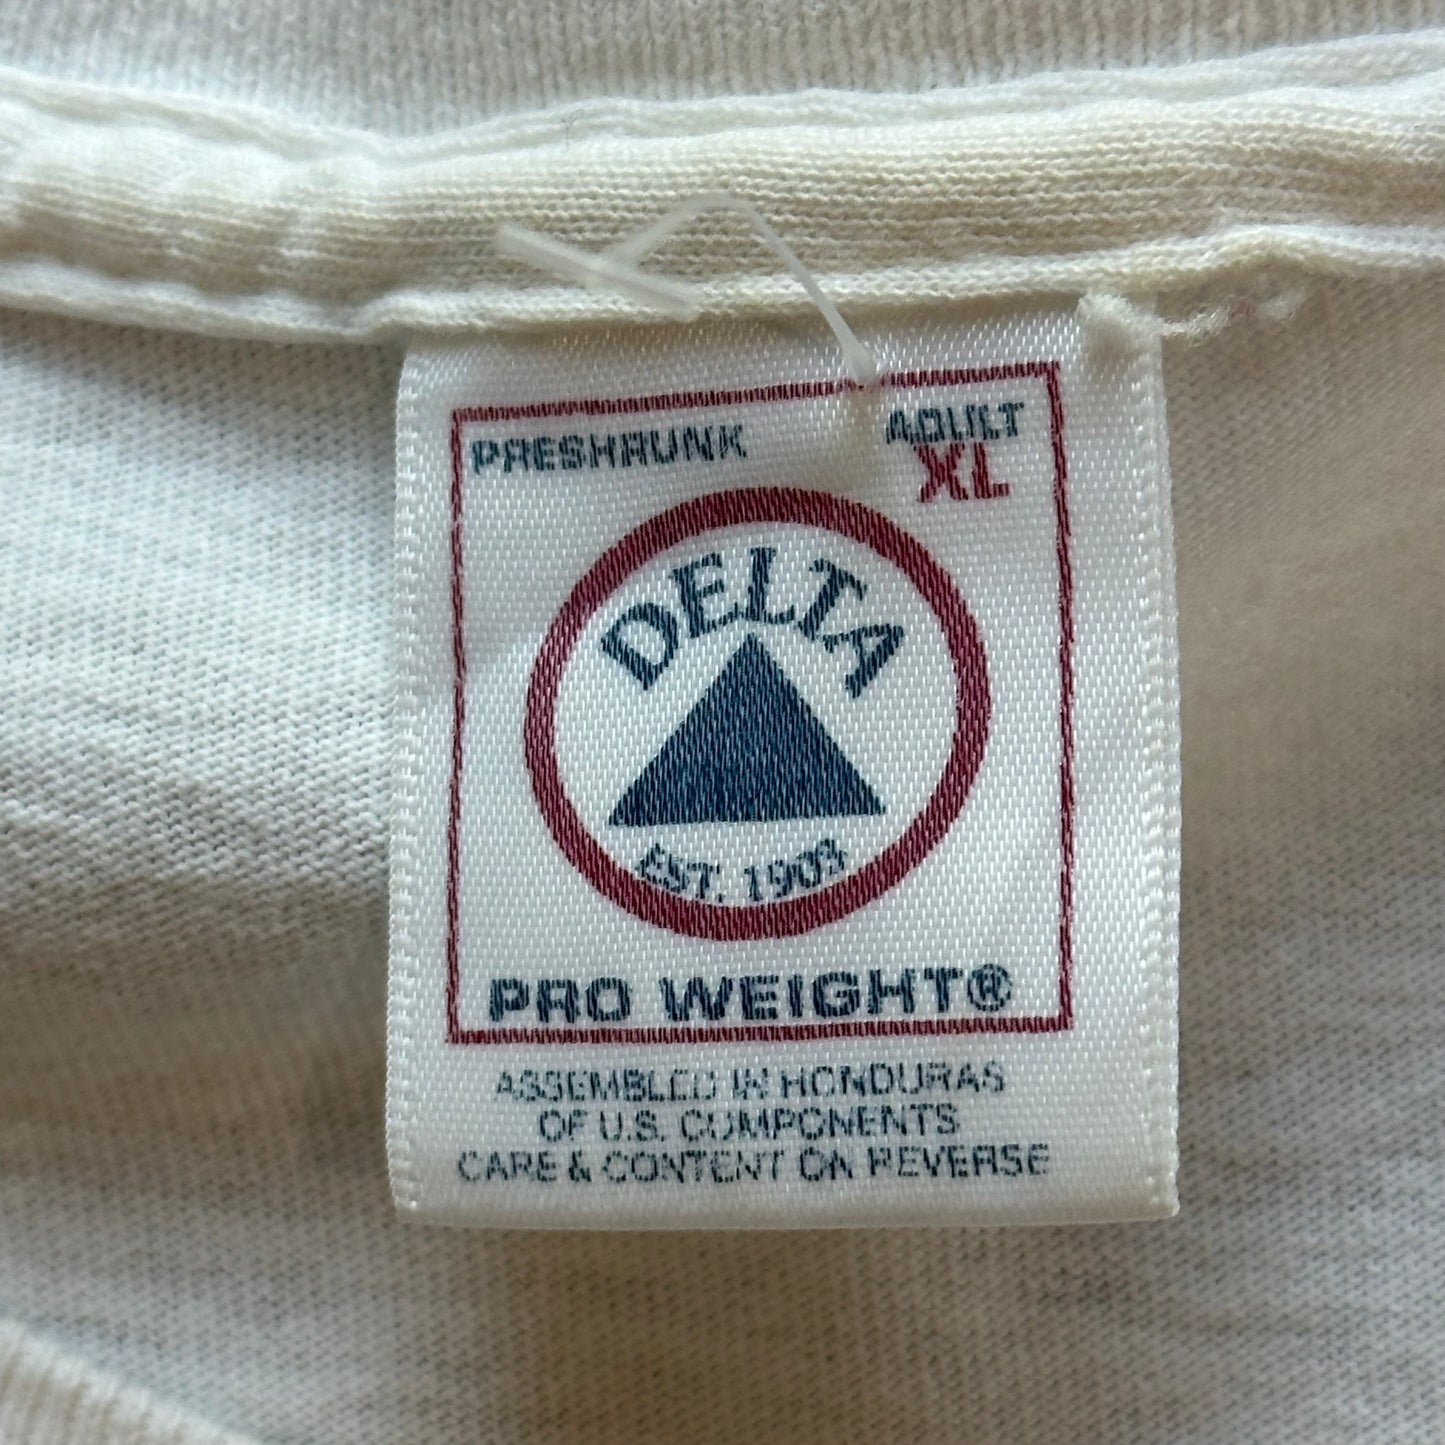 PRESHRUNK
ADULT
XL
DELTA
EST. 1903
PRO WEIGHT®
ASSEMBLED IN HONDURAS
OF U.S. COMPONENTS
CARE & CONTENT ON REVERSE